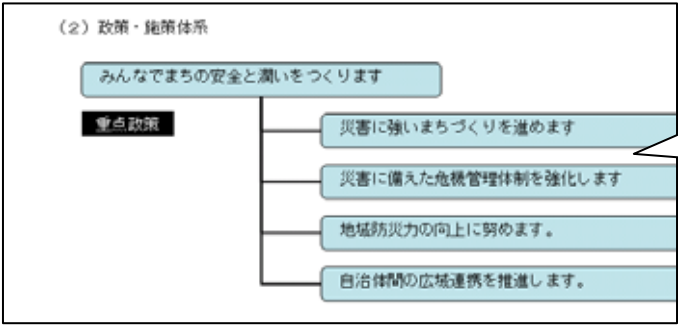 （２）政策・施策体系
みんなでまちの安全と潤いをつくります
重点政策
災害に強いまちづくりを進めます
災害に備えた危機管理体制を強化します
地域防災力の向上に努めます。
自治体間の広域連携を推進します。